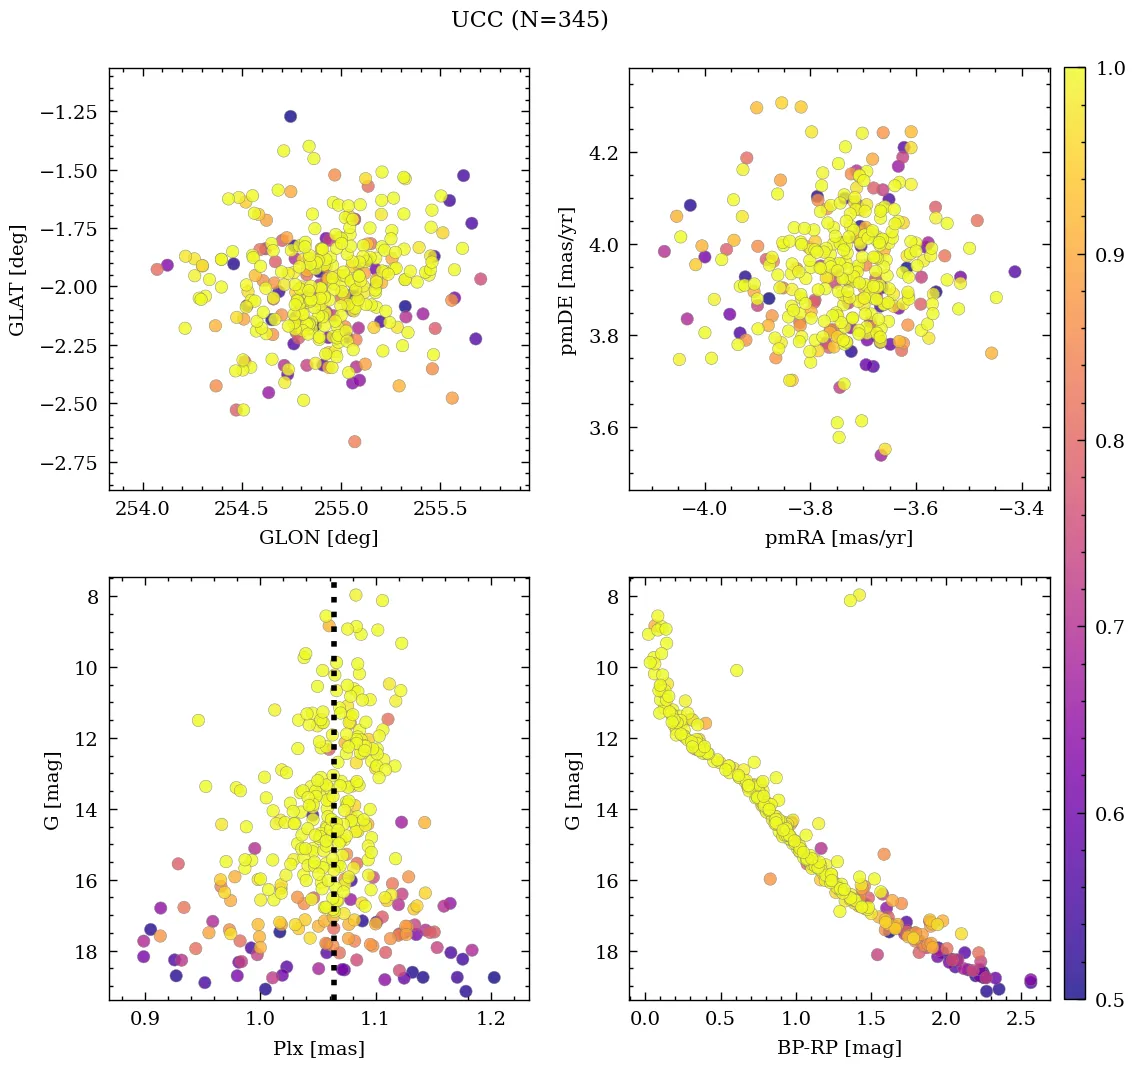 UCC (N=345)
−1.25
−1.50
−1.75
−2.00
−2.25
−2.50
−2.75
GLAT [deg]
254.0 254.5 255.0 255.5
GLON [deg]
4.2
4.0
3.8
3.6
pmDE [mas/yr]
−4.0 −3.8 −3.6 −3.4
pmRA [mas/yr]
8
10
12
14
16
18
G [mag]
0.9 1.0 1.1 1.2
Plx [mas]
8
10
12
14
16
18
G [mag]
0.0 0.5 1.0 1.5 2.0 2.5
BP-RP [mag]
1.0
0.9
0.8
0.7
0.6
0.5